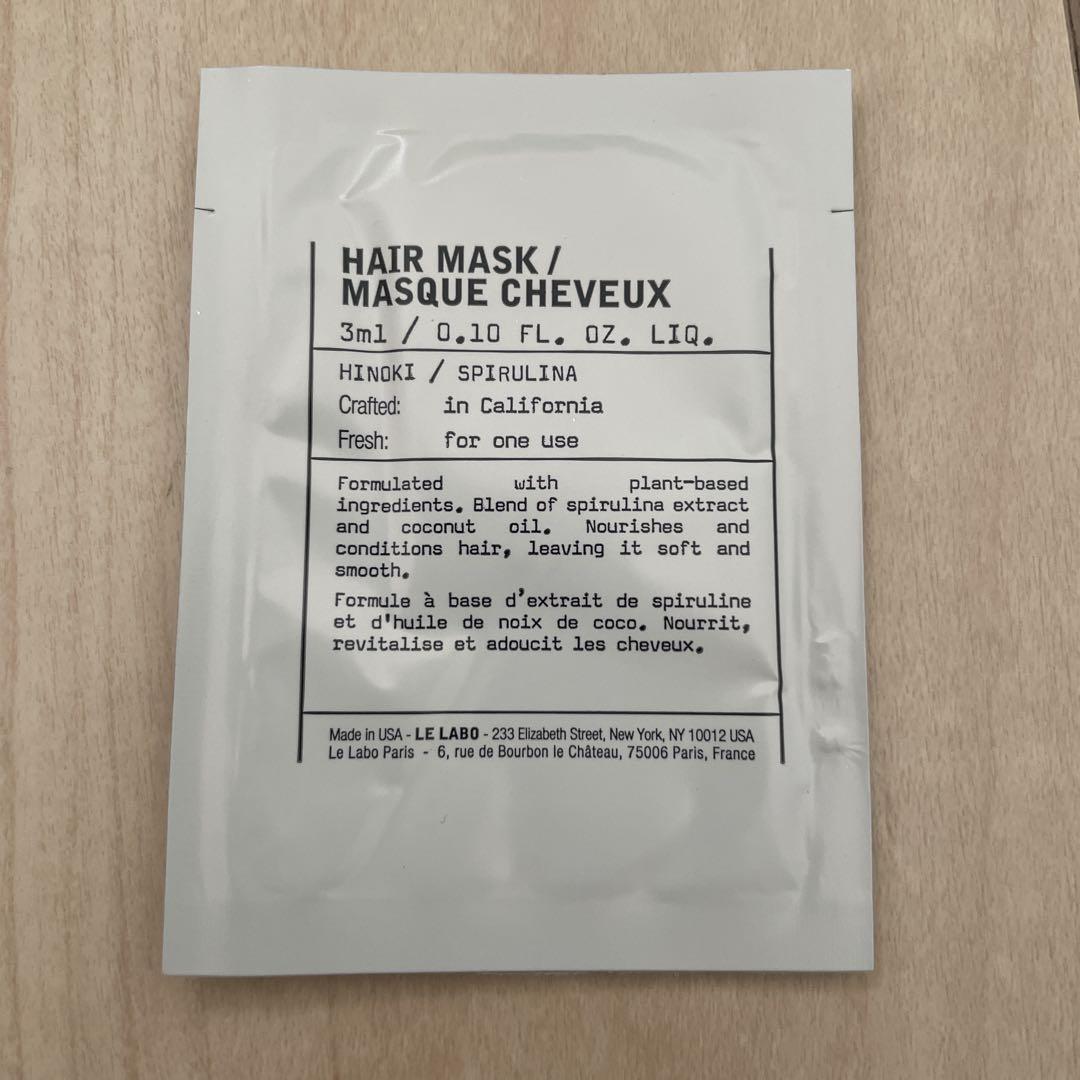 HAIR MASK /
MASQUE CHEVEUX
3ml / 0.10 FL. OZ. LIQ.
HINOKI / SPIRULINA
Crafted: in California
Fresh: for one use
Formulated with plant-based
ingredients. Blend of spirulina extract
and coconut oil. Nourishes and
conditions hair, leaving it soft and
smooth.
Formule à base d'extrait de spiruline
et d'huile de noix de coco. Nourrit,
revitalise et adoucit les cheveux.
Made in USA - LE LABO - 233 Elizabeth Street, New York, NY 10012 USA
Le Labo Paris - 6, rue de Bourbon le Château, 75006 Paris, France